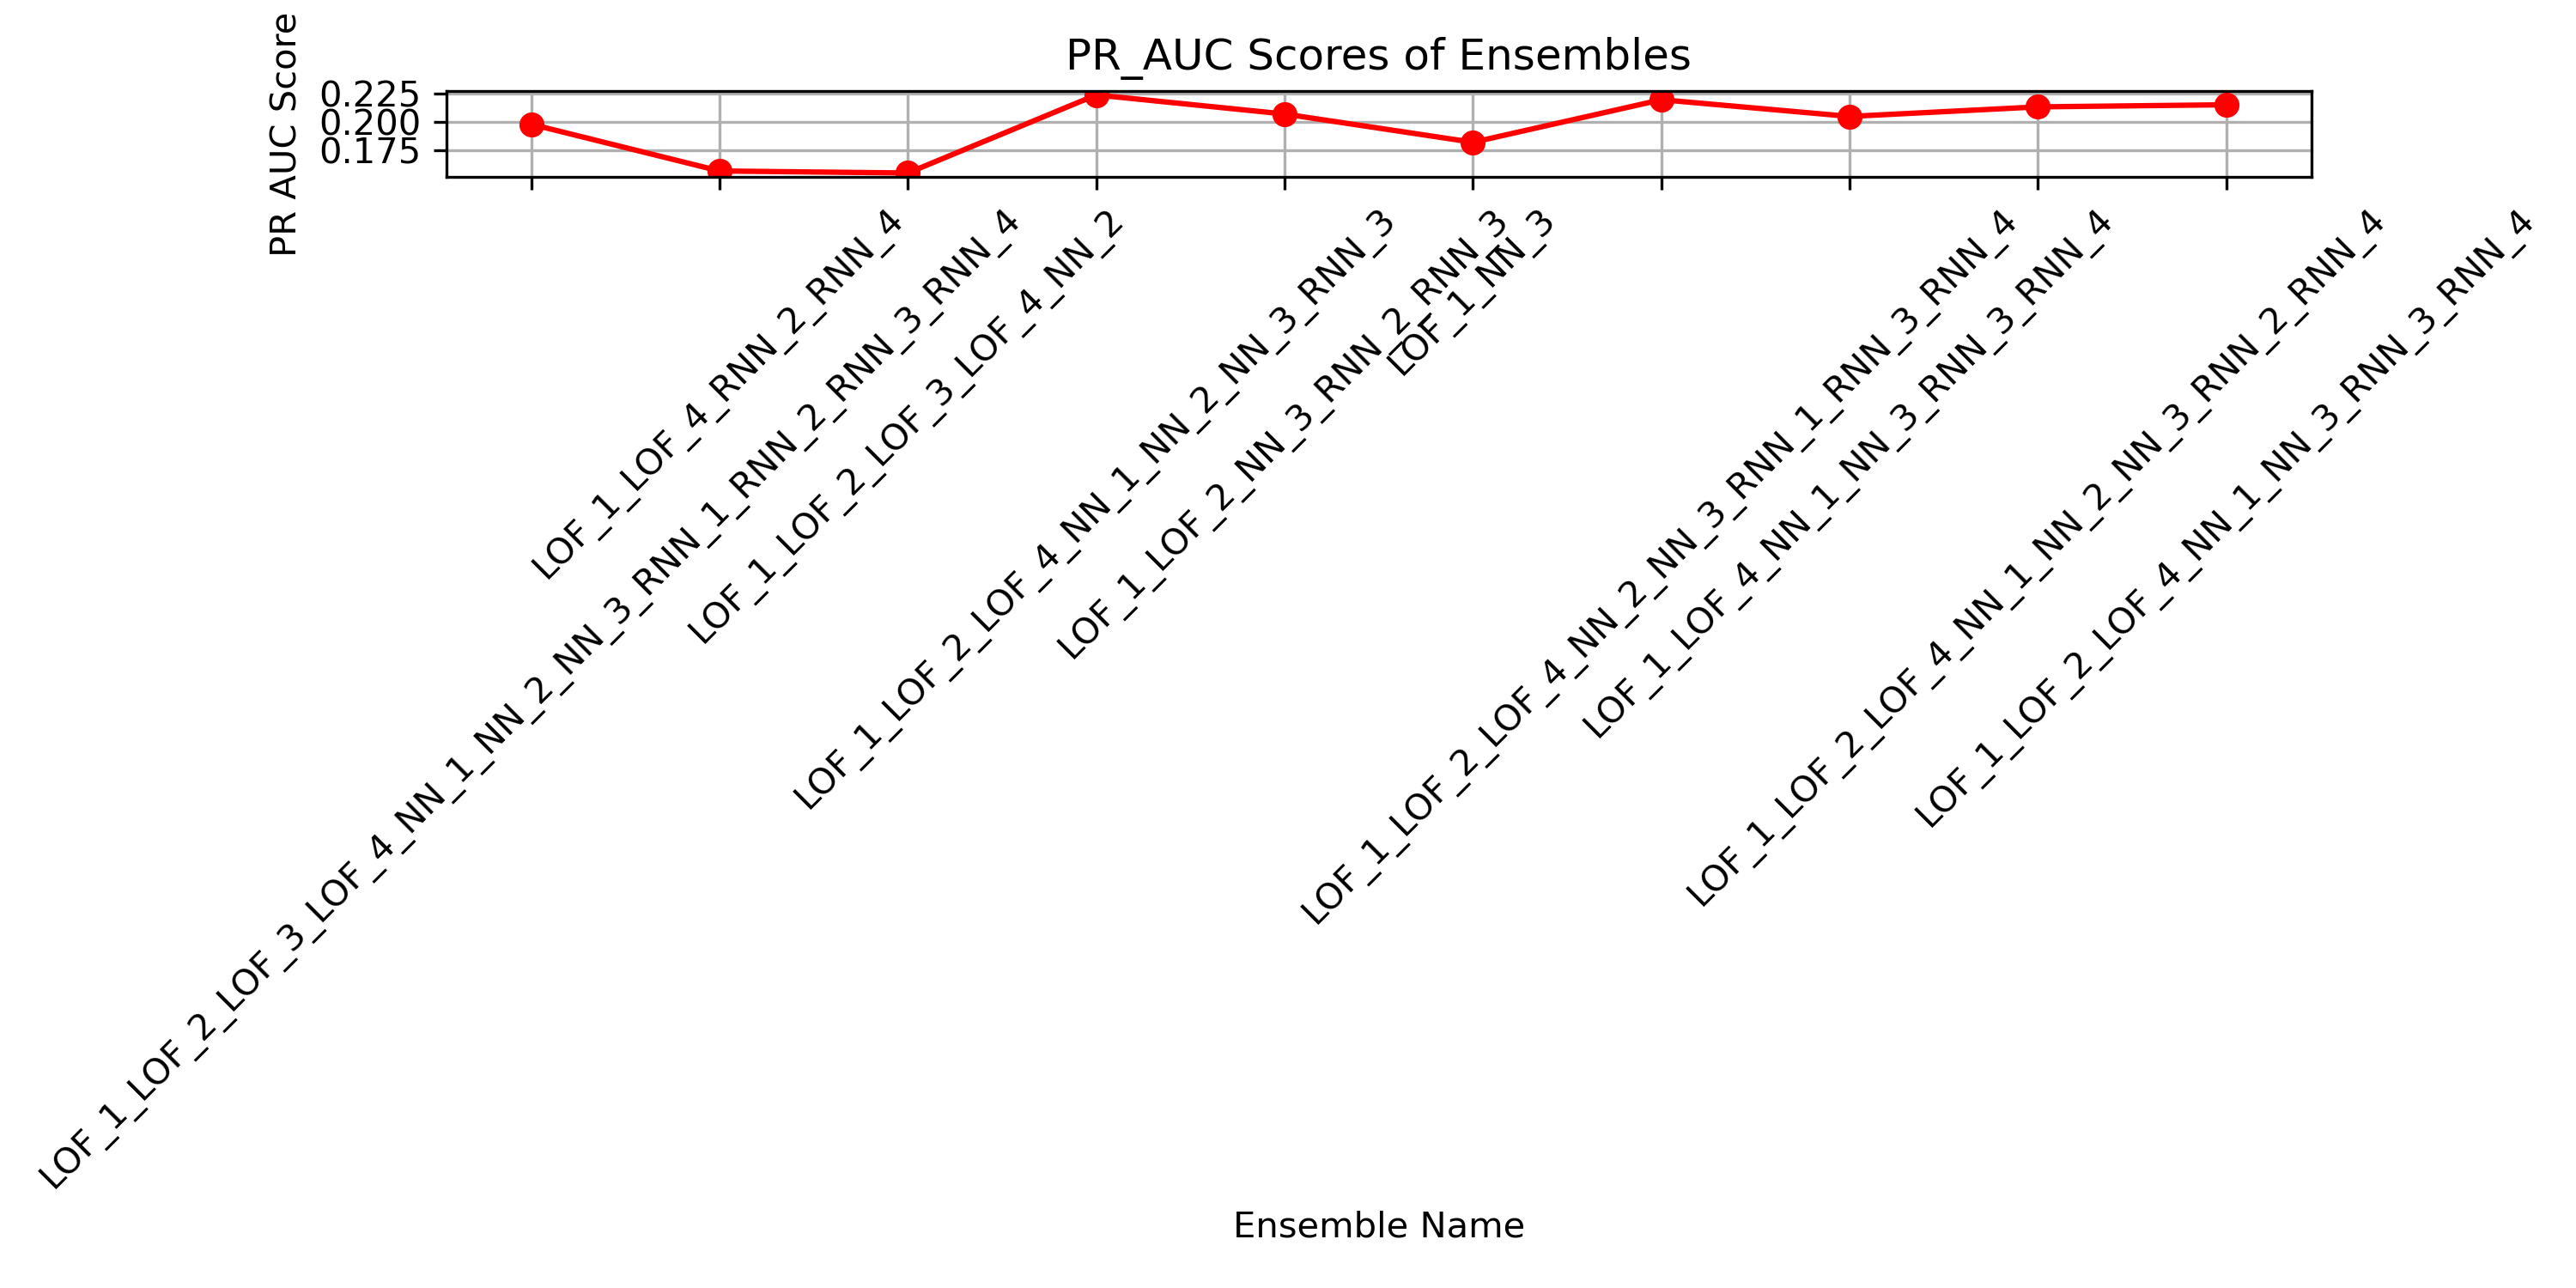 PR_AUC Scores of Ensembles
PR AUC Score
0.225
0.200
0.175
LOF_1_LOF_2_LOF_3_LOF_4_NN_1_NN_2_NN_3_RNN_1_RNN_2_RNN_3_RNN_4
LOF_1_LOF_4_RNN_2_RNN_4
LOF_1_LOF_2_LOF_3_LOF_4_NN_2
LOF_1_LOF_2_LOF_4_NN_1_NN_2_NN_3_RNN_3
LOF_1_LOF_2_NN_3_RNN_2_RNN_3
LOF_1_NN_3
LOF_1_LOF_2_LOF_4_NN_2_NN_3_RNN_1_RNN_3_RNN_4
LOF_1_LOF_4_NN_1_NN_3_RNN_3_RNN_4
LOF_1_LOF_2_LOF_4_NN_1_NN_2_NN_3_RNN_2_RNN_4
LOF_1_LOF_2_LOF_4_NN_1_NN_3_RNN_3_RNN_4
Ensemble Name